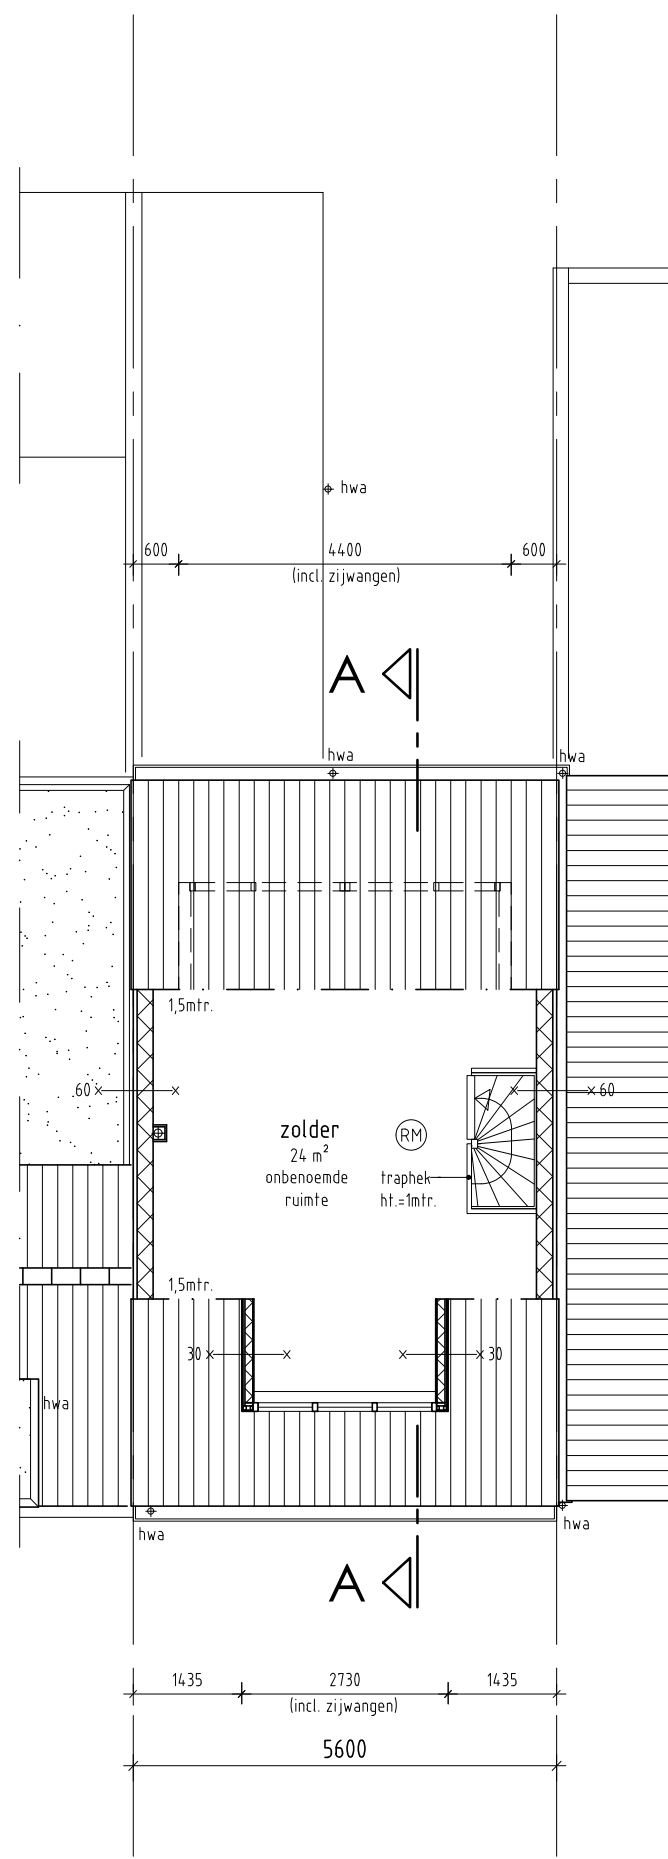 hwa
600 4400 600
(incl. zijwangen)
A
hwa hwa
1,5mtr.
60 60
zolder RM
24 m²
onbenoemde traphek
ruimte ht.=1mtr.
1,5mtr.
30 30
hwa
hwa hwa
A
1435 2730 1435
(incl. zijwangen)
5600